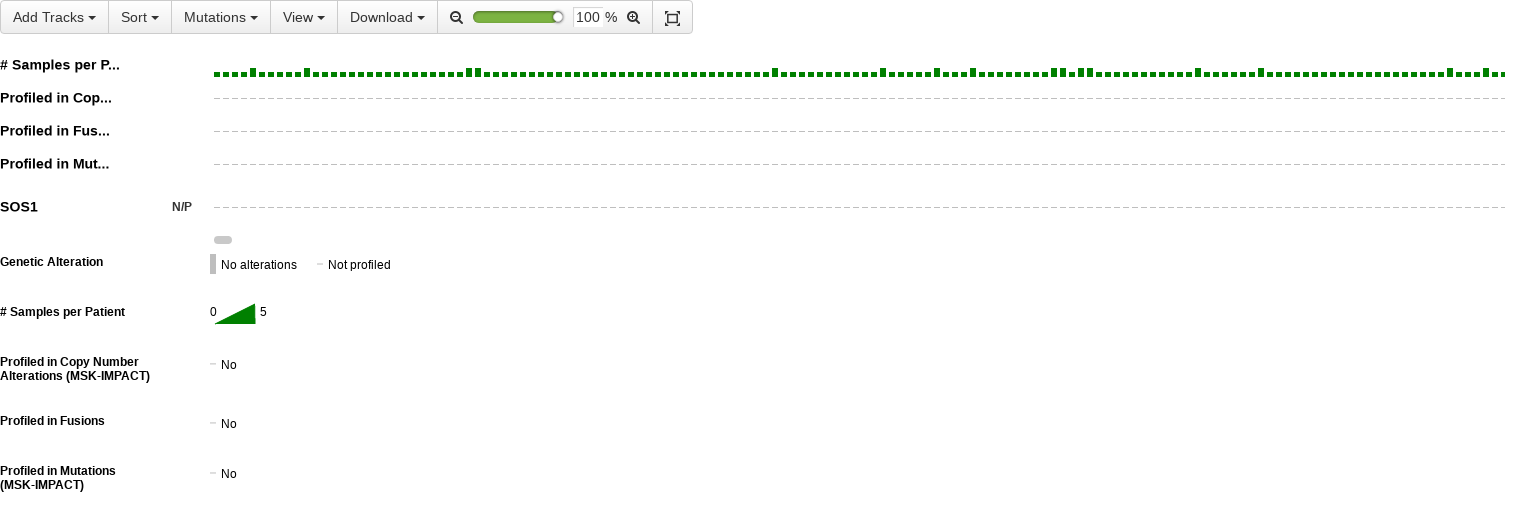 Add Tracks Sort Mutations View Download 100 %
# Samples per P...
Profiled in Cop...
Profiled in Fus...
Profiled in Mut...
SOS1 N/P
Genetic Alteration No alterations Not profiled
# Samples per Patient 0 5
Profiled in Copy Number No
Alterations (MSK-IMPACT)
Profiled in Fusions No
Profiled in Mutations No
(MSK-IMPACT)